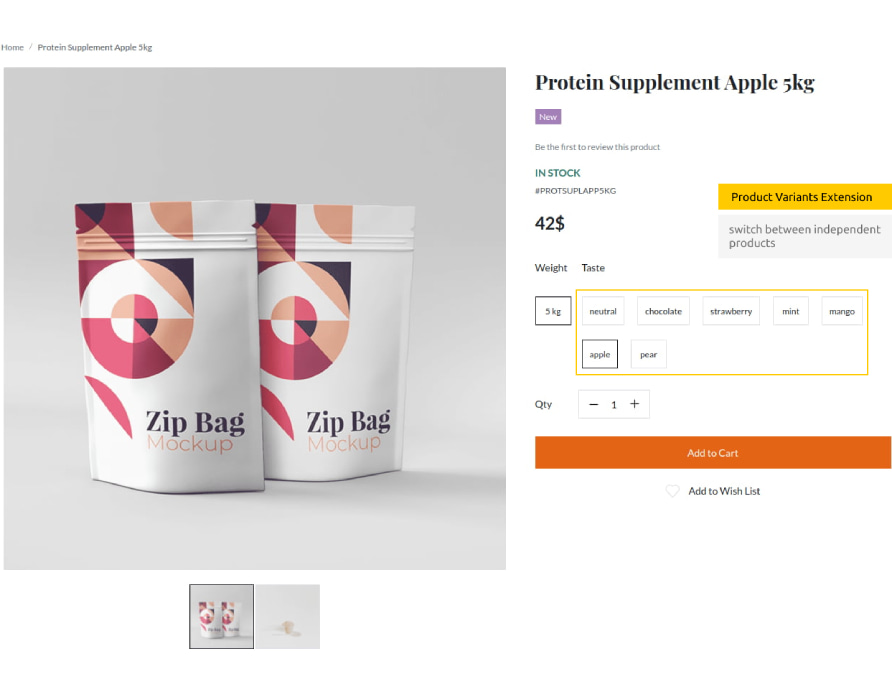 Home / Protein Supplement Apple 5kg
Protein Supplement Apple 5kg
New
Be the first to review this product
IN STOCK
#PROTSUPLAPP5KG
42$
Product Variants Extension
switch between independent
products
Weight Taste
5 kg neutral chocolate strawberry mint mango
apple pear
Qty — 1 +
Add to Cart
Add to Wish List
Zip Bag
Mockup
Zip Bag
Mockup